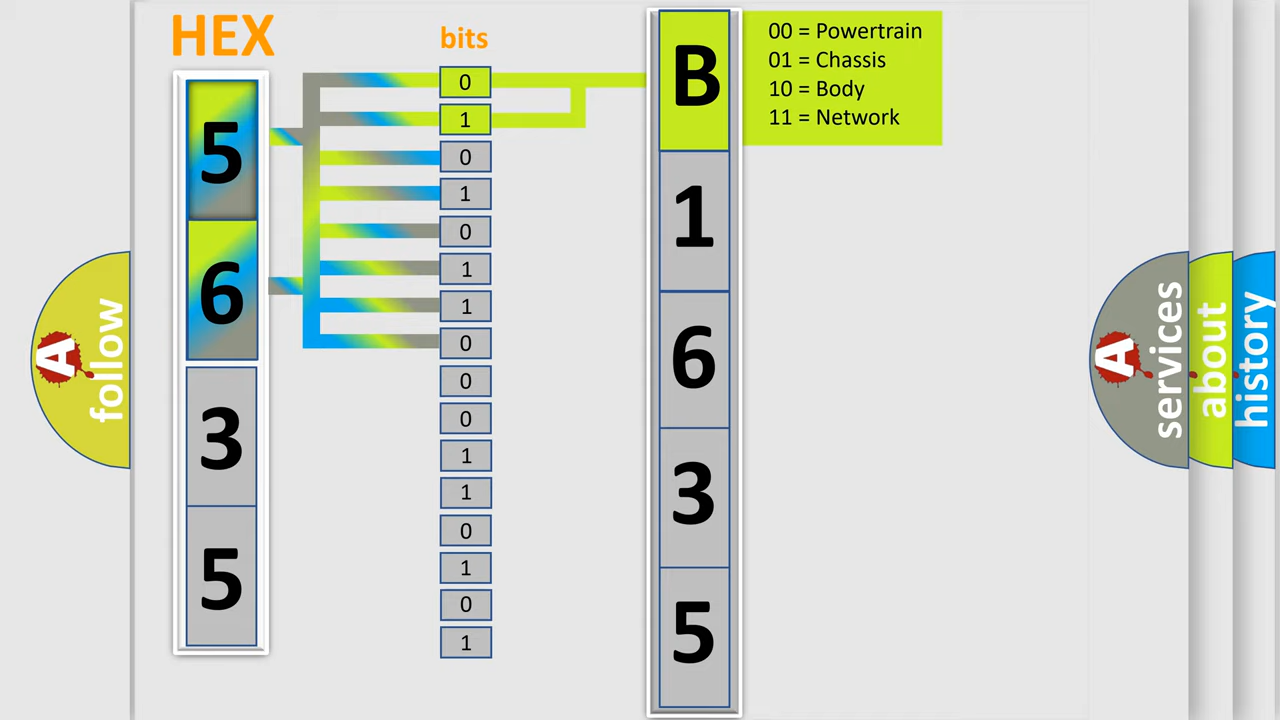 HEX
bits
5
6
3
5
0
1
0
1
0
1
1
0
0
0
1
1
0
1
0
1
B
1
6
3
5
00 = Powertrain
01 = Chassis
10 = Body
11 = Network
A
follow
A
services
about
history